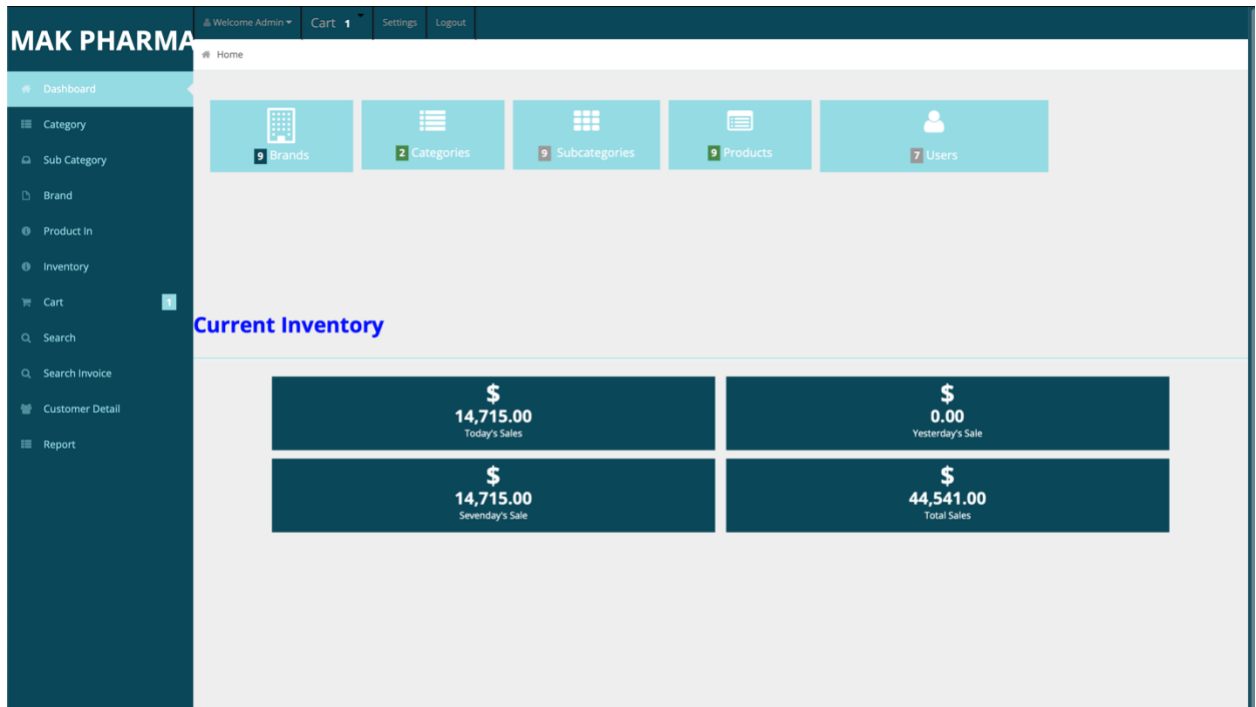 MAK PHARMA
Welcome Admin
Cart 1
Settings
Logout
Home
Dashboard
Category
Sub Category
Brand
Product In
Inventory
Cart 1
Search
Search Invoice
Customer Detail
Report
9 Brands
2 Categories
9 Subcategories
9 Products
7 Users
Current Inventory
$
14,715.00
Today's Sales
$
0.00
Yesterday's Sale
$
14,715.00
Sevenday's Sale
$
44,541.00
Total Sales